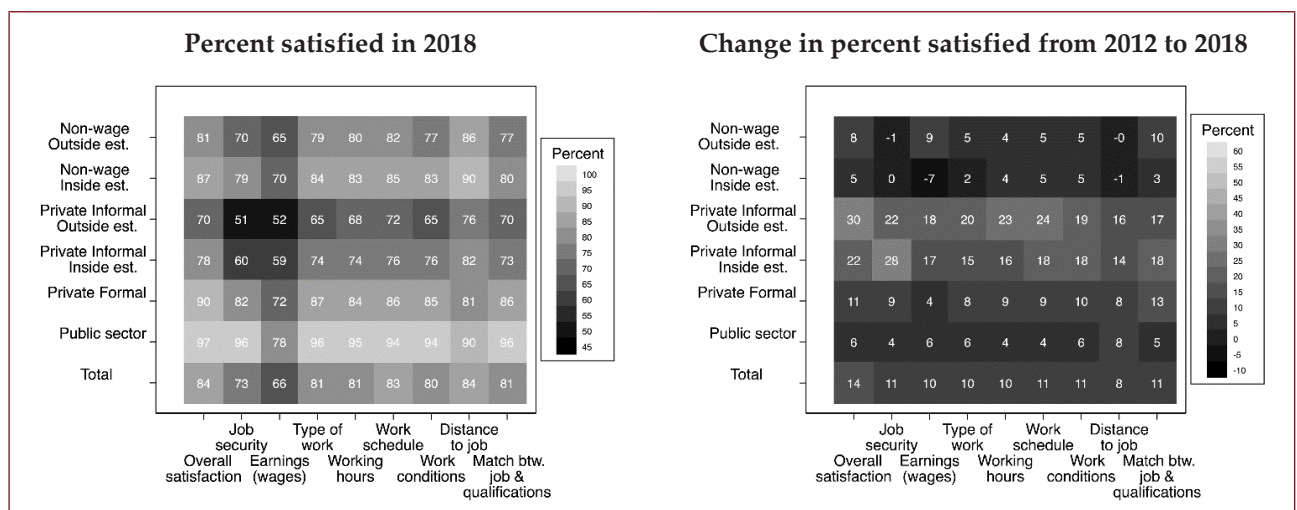 Percent satisfied in 2018
Non-wage
Outside est.
81 70 65 79 80 82 77 86 77
Non-wage
Inside est.
87 79 70 84 83 85 83 90 80
Private Informal
Outside est.
70 51 52 65 68 72 65 76 70
Private Informal
Inside est.
78 60 59 74 74 76 76 82 73
Private Formal
90 82 72 87 84 86 85 81 86
Public sector
97 96 78 96 95 94 94 90 96
Total
84 73 66 81 81 83 80 84 81
Job
security
Type of
work
Work
schedule
Distance
to job
Overall
satisfaction
Earnings
(wages)
Working
hours
Work
conditions
Match btw.
job &
qualifications
Percent
100
95
90
85
80
75
70
65
60
55
50
45
Change in percent satisfied from 2012 to 2018
Non-wage
Outside est.
8 -1 9 5 4 5 5 -0 10
Non-wage
Inside est.
5 0 -7 2 4 5 5 -1 3
Private Informal
Outside est.
30 22 18 20 23 24 19 16 17
Private Informal
Inside est.
22 28 17 15 16 18 18 14 18
Private Formal
11 9 4 8 9 9 10 8 13
Public sector
6 4 6 6 4 4 6 8 5
Total
14 11 10 10 10 11 11 8 11
Job
security
Type of
work
Work
schedule
Distance
to job
Overall
satisfaction
Earnings
(wages)
Working
hours
Work
conditions
Match btw.
job &
qualifications
Percent
60
55
50
45
40
35
30
25
20
15
10
5
0
-5
-10